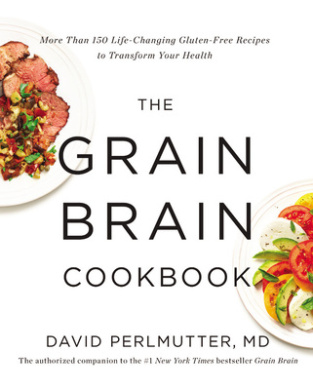 More Than 150 Life-Changing Gluten-Free Recipes
to Transform Your Health
THE
GRAIN
BRAIN
COOKBOOK
DAVID PERLMUTTER, MD
The authorized companion to the #1 New York Times bestseller Grain Brain